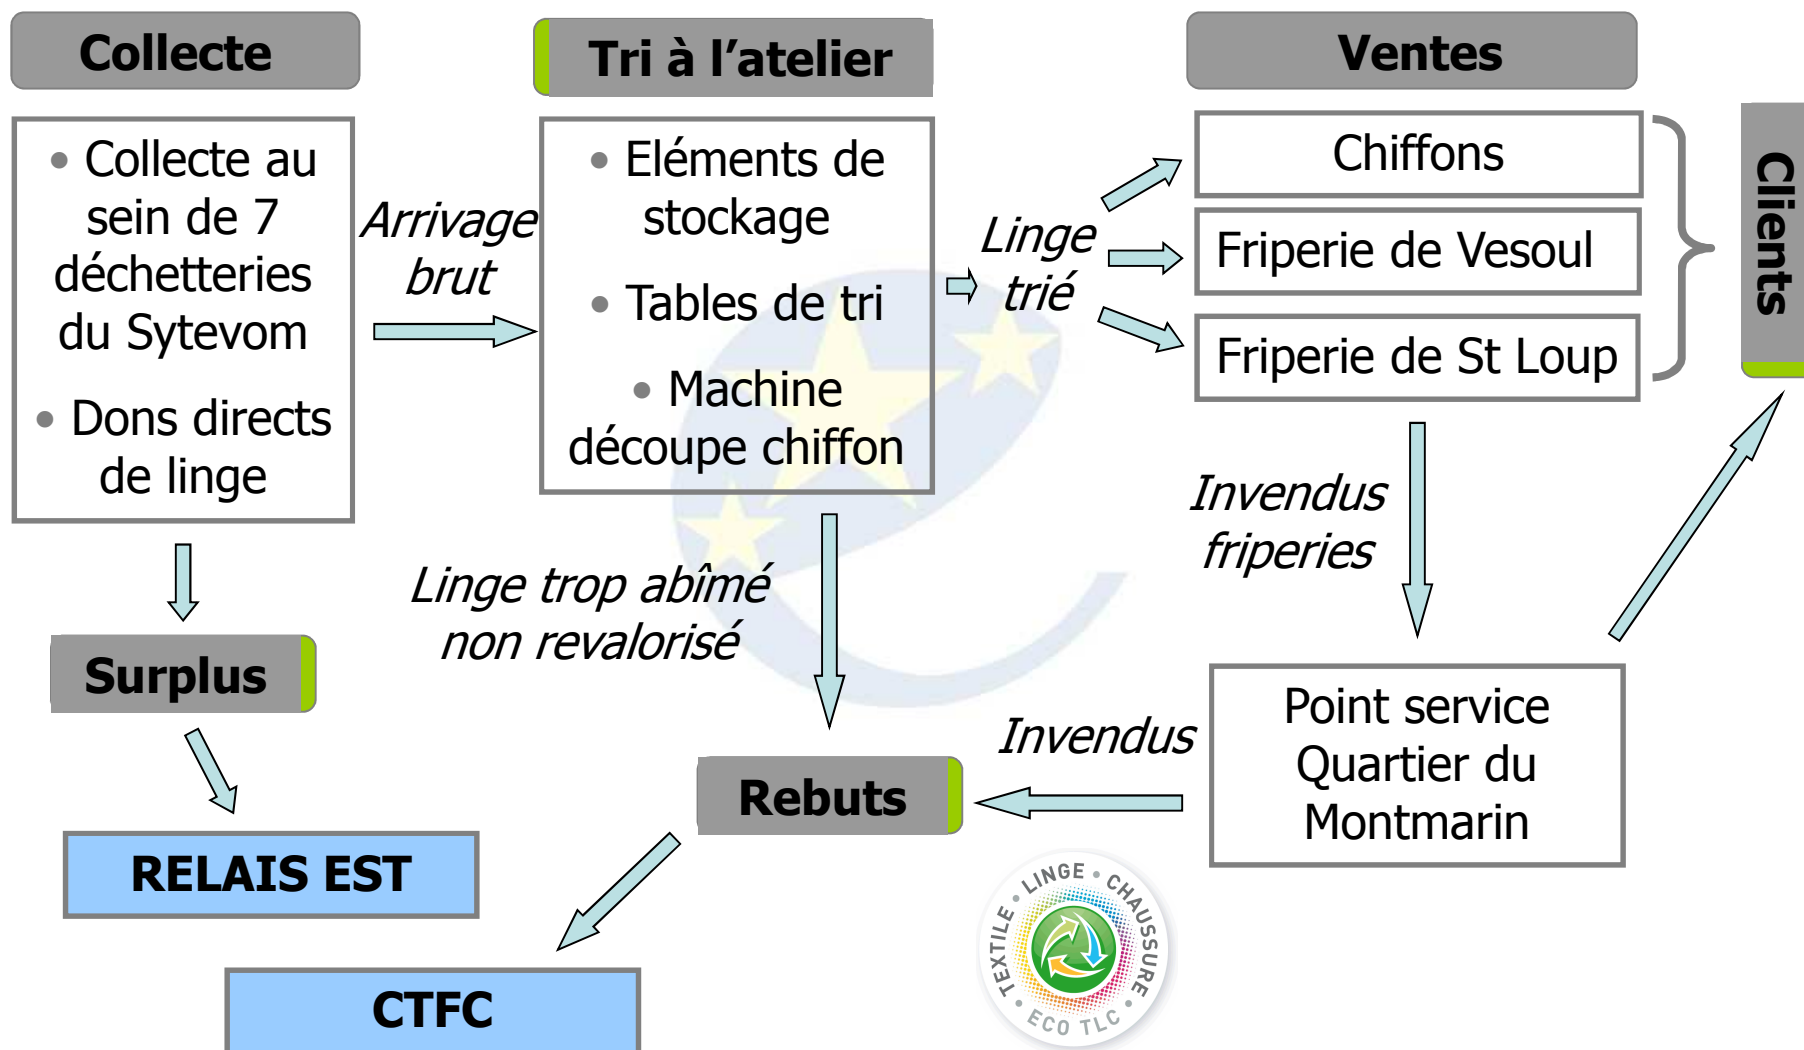 Collecte
• Collecte au
sein de 7
déchetteries
du Sytevom
• Dons directs
de linge
Arrivage
brut
Tri à l’atelier
• Eléments de
stockage
• Tables de tri
• Machine
découpe chiffon
Linge
trié
Ventes
Chiffons
Friperie de Vesoul
Friperie de St Loup
Clients
Invendus
friperies
Linge trop abîmé
non revalorisé
Surplus
RELAIS EST
Point service
Quartier du
Montmarin
Invendus
Rebuts
CTFC
• TEXTILE • LINGE • CHAUSSURE •
ECO TLC